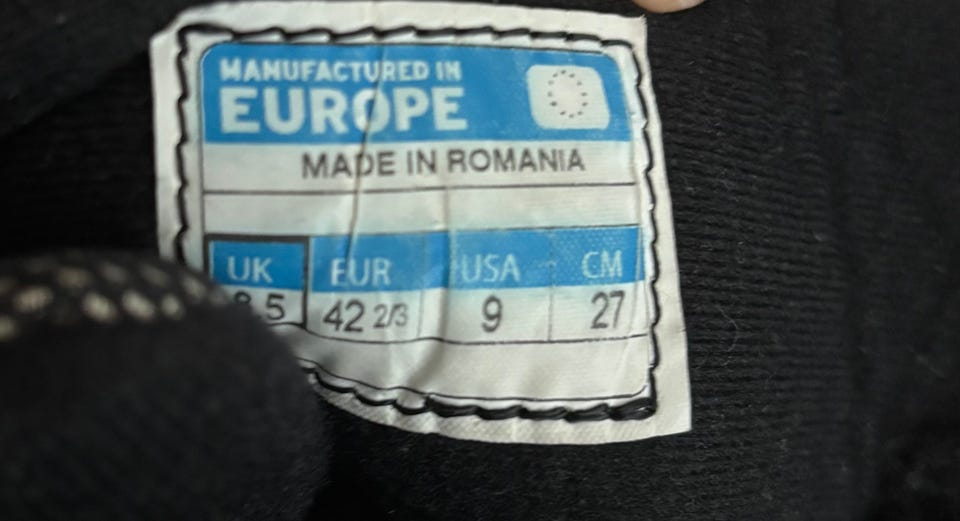 MANUFACTURED IN
EUROPE
MADE IN ROMANIA
UK EUR USA CM
8.5 42 2/3 9 27